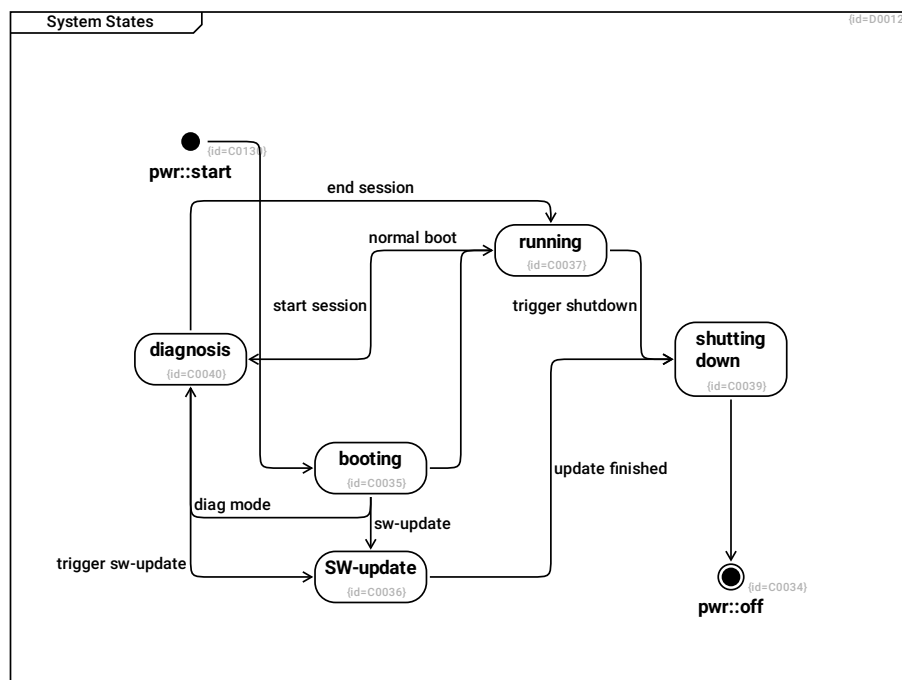 System States
{id=D0012
{id=C0130}
pwr::start
end session
normal boot
running
{id=C0037}
start session
trigger shutdown
diagnosis
{id=C0040}
shutting
down
{id=C0039}
booting
{id=C0035}
update finished
diag mode
sw-update
trigger sw-update
SW-update
{id=C0036}
{id=C0034}
pwr::off